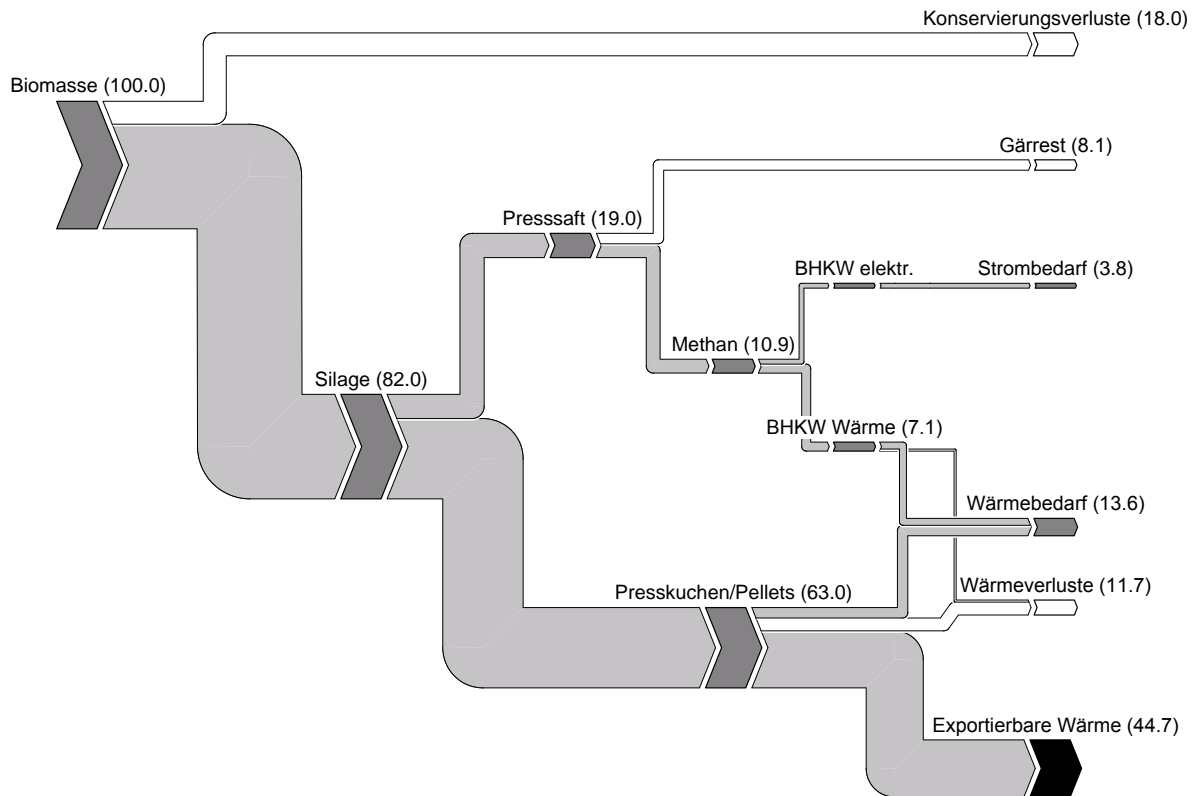 Konservierungsverluste (18.0)
Biomasse (100.0)
Gärrest (8.1)
Presssaft (19.0)
BHKW elektr.
Strombedarf (3.8)
Methan (10.9)
Silage (82.0)
BHKW Wärme (7.1)
Wärmebedarf (13.6)
Wärmeverluste (11.7)
Presskuchen/Pellets (63.0)
Exportierbare Wärme (44.7)